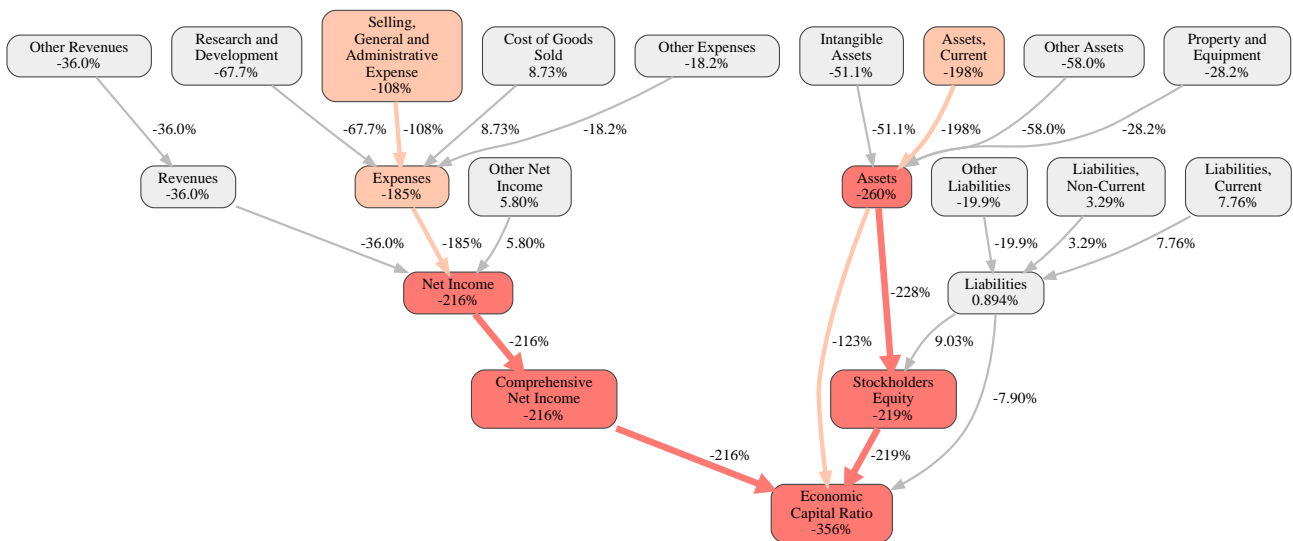 Other Revenues
-36.0%
Research and
Development
-67.7%
Selling,
General and
Administrative
Expense
-108%
Cost of Goods
Sold
8.73%
Other Expenses
-18.2%
Intangible
Assets
-51.1%
Assets,
Current
-198%
Other Assets
-58.0%
Property and
Equipment
-28.2%
-36.0%
-67.7%
-108%
8.73%
-18.2%
-51.1%
-198%
-58.0%
-28.2%
Revenues
-36.0%
Expenses
-185%
Other Net
Income
5.80%
Assets
-260%
Other
Liabilities
-19.9%
Liabilities,
Non-Current
3.29%
Liabilities,
Current
7.76%
-36.0%
-185%
5.80%
-19.9%
3.29%
7.76%
Net Income
-216%
-228%
Liabilities
0.894%
-216%
-123%
9.03%
Comprehensive
Net Income
-216%
Stockholders
Equity
-219%
-7.90%
-216%
-219%
Economic
Capital Ratio
-356%